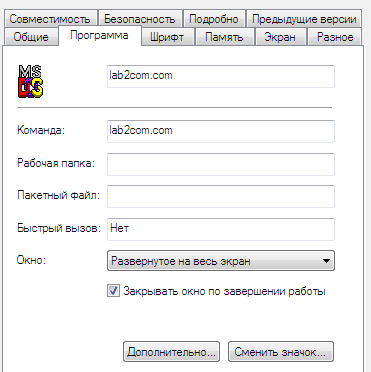 Совместимость Безопасность Подробно Предыдущие версии
Общие Программа Шрифт Память Экран Разное
MS
DOS
lab2com.com
Команда: lab2com.com
Рабочая папка:
Пакетный файл:
Быстрый вызов: Нет
Окно: Развернутое на весь экран
Закрывать окно по завершении работы
Дополнительно... Сменить значок...